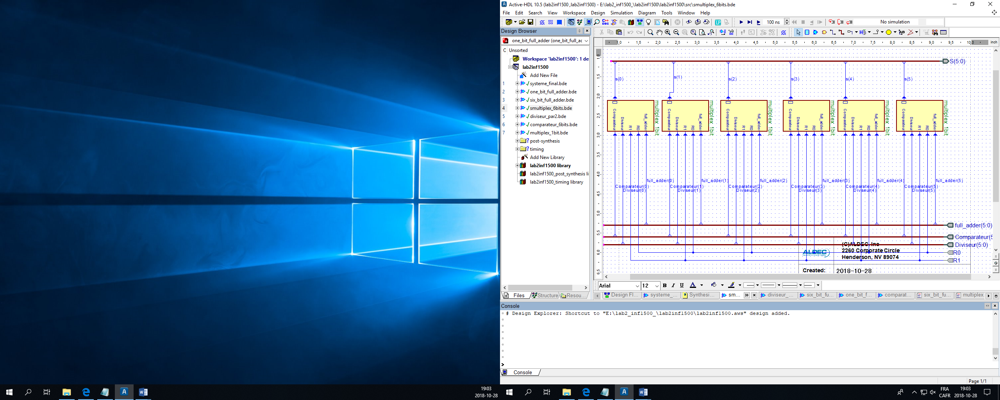 Active-HDL 10.5 (lab2inf1500 ,lab2inf1500) - E:\lab2_inf1500_\lab2inf1500\lab2inf1500\src\smultiplex_6bits.bde
File Edit Search View Workspace Design Simulation Diagram Tools Window Help
100 ns
No simulation
Design Browser
one_bit_full_adder (one_bit_full_ac
C Unsorted
Workspace 'lab2inf1500': 1 de
lab2inf1500
Add New File
1 systeme_final.bde
2 one_bit_full_adder.bde
3 six_bit_full_adder.bde
4 smultiplex_6bits.bde
5 diviseur_par2.bde
6 comparateur_6bits.bde
7 multiplex_1bit.bde
post-synthesis
timing
Add New Library
lab2inf1500 library
lab2inf1500_post_synthesis li
lab2inf1500_timing library
Files Structure Resou...
1,0 1,5 2,0 2,5 3,0 3,5 4,0 4,5 5,0 5,5 6,0 6,5 7,0 7,5 8,0 8,5 9,0 9,5 10,0 inch
1,0 1,5 2,0 2,5 3,0 3,5 4,0 4,5 5,0 5,5 6,0 6,5
S(5:0)
s(0) s(1) s(2) s(3) s(4) s(5)
Comparateur Diviseur R1 R0 full_adder multiplex_1bit
Comparateur Diviseur R1 R0 full_adder multiplex_1bit
Comparateur Diviseur R1 R0 full_adder multiplex_1bit
Comparateur Diviseur R1 R0 full_adder multiplex_1bit
Comparateur Diviseur R1 R0 full_adder multiplex_1bit
Comparateur Diviseur R1 R0 full_adder multiplex_1bit
full_adder(0) full_adder(1) full_adder(2) full_adder(3) full_adder(4) full_adder(5)
Comparateur(0) Comparateur(1) Comparateur(2) Comparateur(3) Comparateur(4) Comparateur(5)
Diviseur(0) Diviseur(1) Diviseur(2) Diviseur(3) Diviseur(4) Diviseur(5)
full_adder(5:0)
Comparateur(5
Diviseur(5:0)
R0
R1
ALDEC
(C)ALDEC, Inc
2260 Corporate Circle
Henderson, NV 89074
Created: 2018-10-28
Arial 12 B I U
Design Fl... systeme_... Synthesi... sm... diviseur_... six_bit_fu... one_bit_f... comparat... six_bit_fu... multiplex
Console
# Design Explorer: Shortcut to "E:\lab2_inf1500_\lab2inf1500\lab2inf1500.aws" design added.
>
Console
Page 1/1
19:03
2018-10-28
FRA
CAFR
19:03
2018-10-28